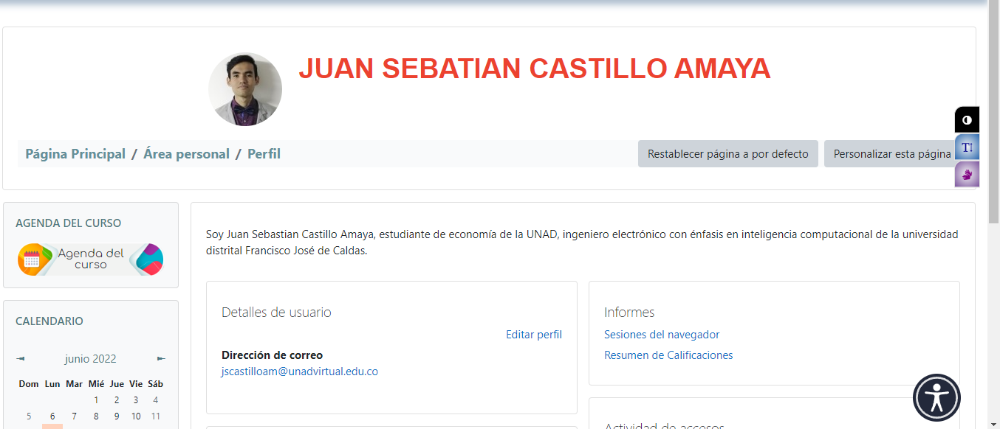 JUAN SEBATIAN CASTILLO AMAYA
Página Principal / Área personal / Perfil
Restablecer página a por defecto
Personalizar esta página
T!
AGENDA DEL CURSO
Agenda del
curso
CALENDARIO
◄ junio 2022 ►
Dom Lun Mar Mié Jue Vie Sáb
1 2 3 4
5 6 7 8 9 10 11
Soy Juan Sebastian Castillo Amaya, estudiante de economía de la UNAD, ingeniero electrónico con énfasis en inteligencia computacional de la universidad
distrital Francisco José de Caldas.
Detalles de usuario
Editar perfil
Dirección de correo
jscastilloam@unadvirtual.edu.co
Informes
Sesiones del navegador
Resumen de Calificaciones
Actividad de accesos